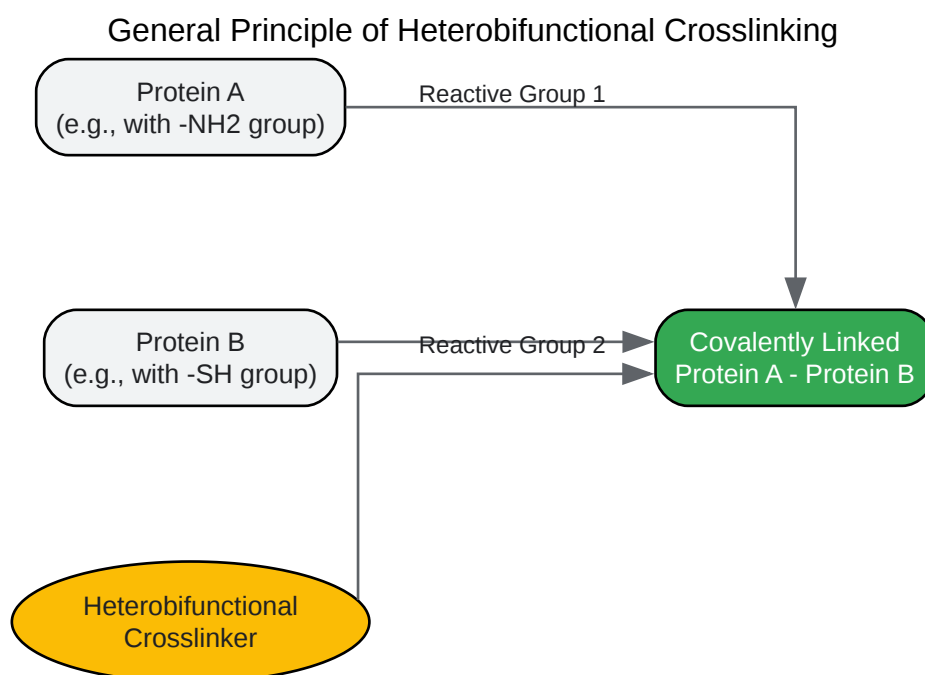 General Principle of Heterobifunctional Crosslinking
Protein A
(e.g., with -NH2 group)
Reactive Group 1
Protein B
(e.g., with -SH group)
Reactive Group 2
Covalently Linked
Protein A - Protein B
Heterobifunctional
Crosslinker